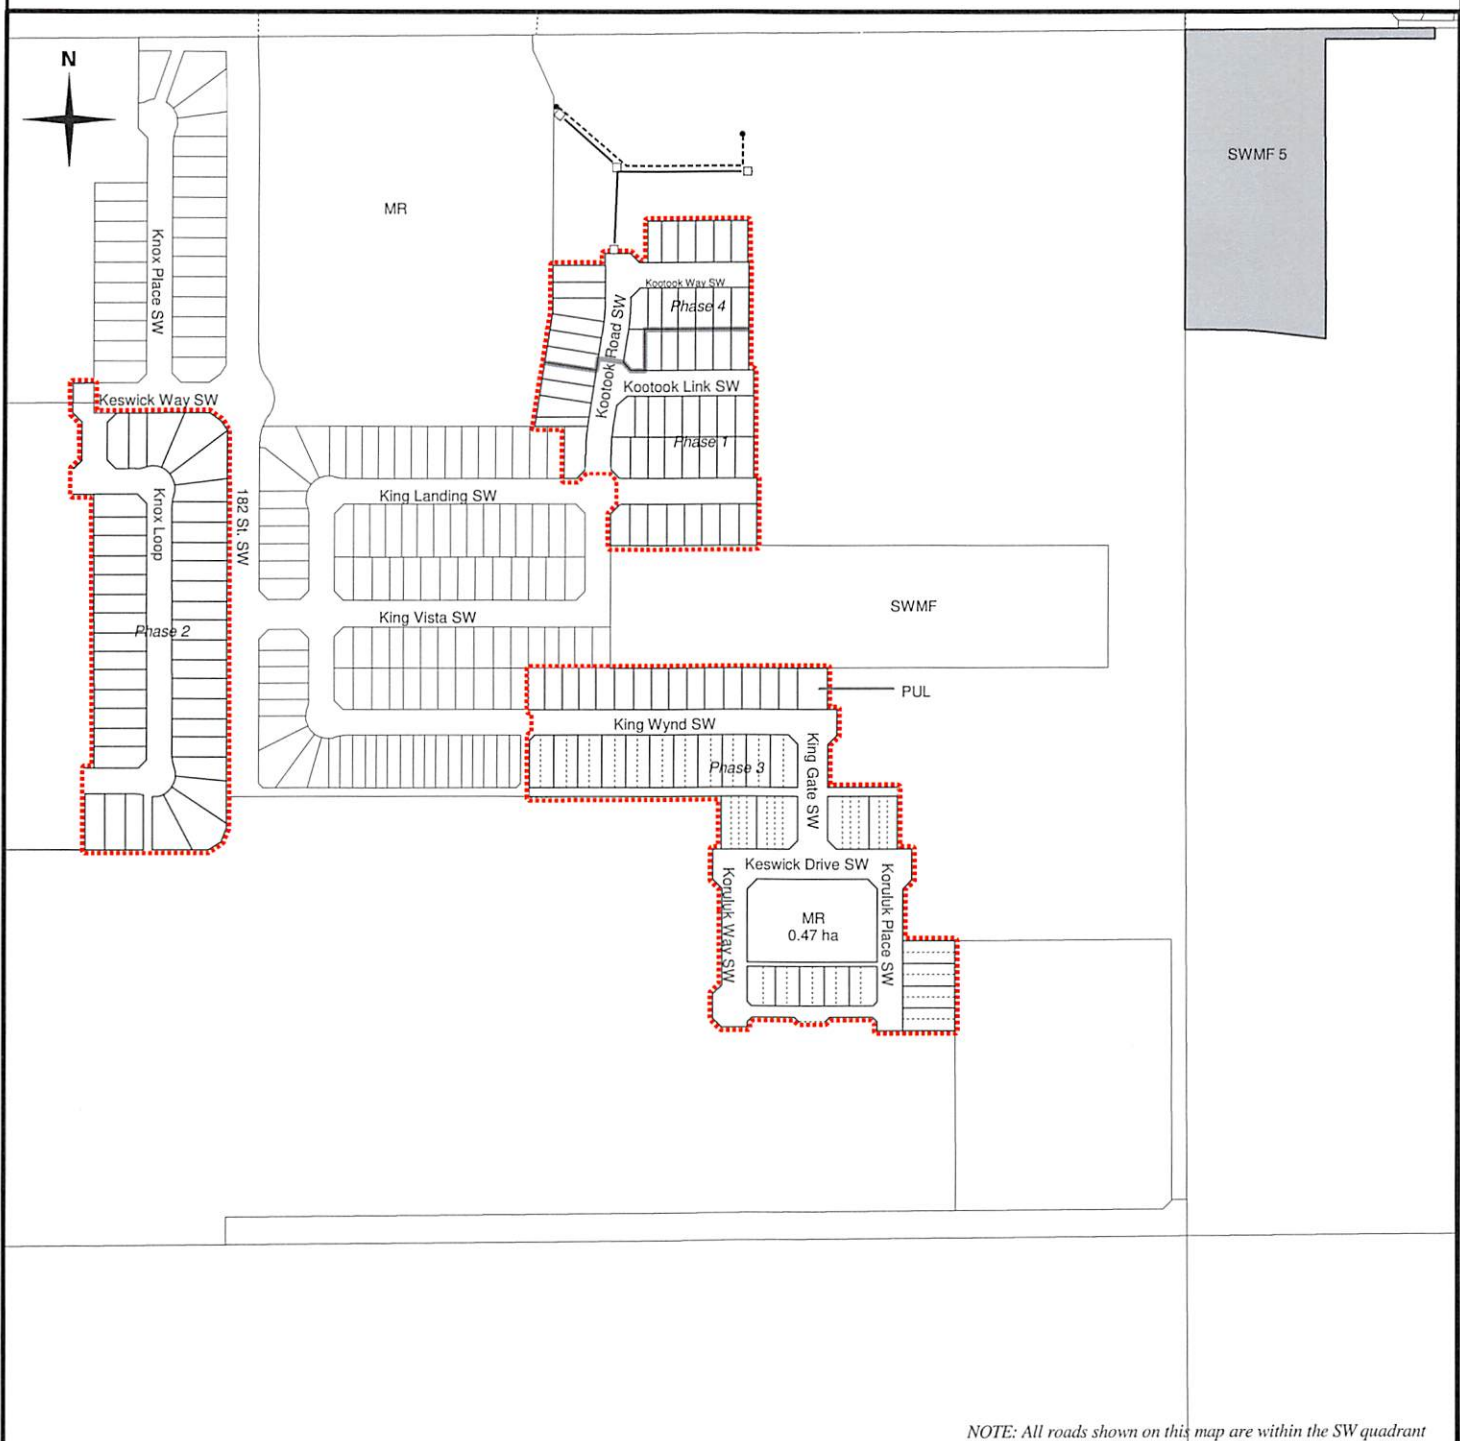 N
SWMF 5
MR
Knox Place SW
Kootook Way SW
Phase 4
Kootook Road SW
Kootook Link SW
Keswick Way SW
Phase 1
King Landing SW
Knox Loop
182 St. SW
SWMF
King Vista SW
Phase 2
PUL
King Wynd SW
King Gate SW
Phase 3
Keswick Drive SW
Koruluk Way SW
Koruluk Place SW
MR
0.47 ha
NOTE: All roads shown on this map are within the SW quadrant